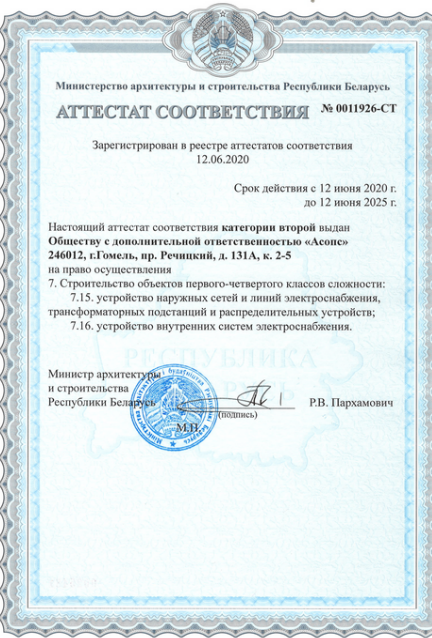 Министерство архитектуры и строительства Республики Беларусь
АТТЕСТАТ СООТВЕТСТВИЯ № 0011926-СТ
Зарегистрирован в реестре аттестатов соответствия
12.06.2020
Срок действия с 12 июня 2020 г.
до 12 июня 2025 г.
Настоящий аттестат соответствия категории второй выдан
Обществу с дополнительной ответственностью «Асопс»
246012, г.Гомель, пр. Речицкий, д. 131А, к. 2-5
на право осуществления
7. Строительство объектов первого-четвертого классов сложности:
7.15. устройство наружных сетей и линий электроснабжения,
трансформаторных подстанций и распределительных устройств;
7.16. устройство внутренних систем электроснабжения.
РЕСПУБЛИКА
Министр архитектуры
и строительства
Республики Беларусь
(подпись)
Р.В. Пархамович
М.П.